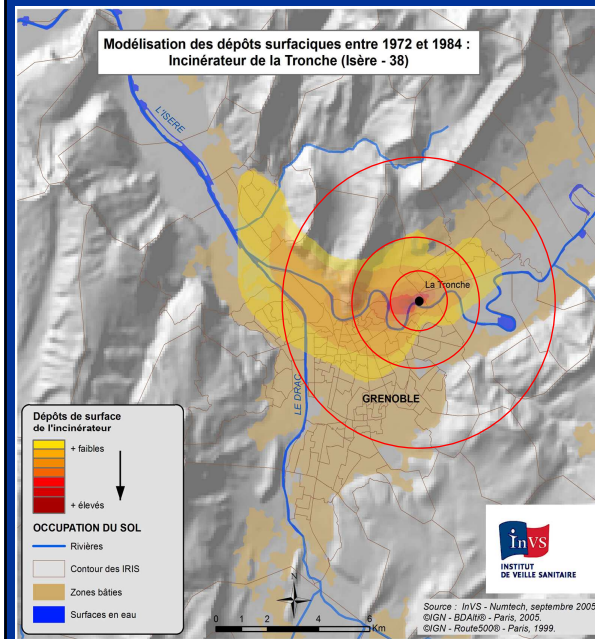 Modélisation des dépôts surfaciques entre 1972 et 1984 :
Incinérateur de la Tronche (Isère - 38)
L'ISERE
La Tronche
LE DRAC
GRENOBLE
Dépôts de surface
de l'incinérateur
+ faibles
+ élevés
OCCUPATION DU SOL
Rivières
Contour des IRIS
Zones bâties
Surfaces en eau
N
0 2 4 6
Km
InVS
INSTITUT
DE VEILLE SANITAIRE
Source : InVS - Numtech, septembre 2005
©IGN - BDAlti® - Paris, 2005.
©IGN - Route500® - Paris, 1999.